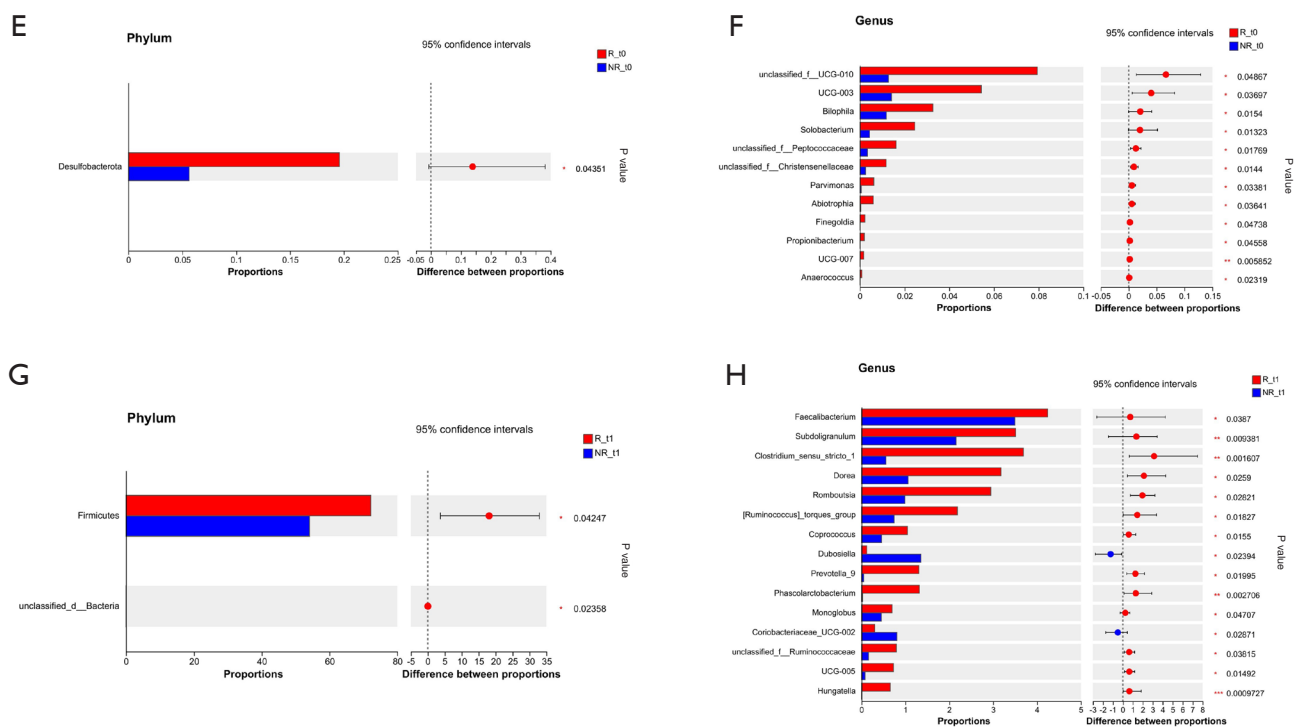 E
Phylum
95% confidence intervals
R_t0
NR_t0
Desulfobacterota
0.04351
P value
0 0.05 0.1 0.15 0.2 0.25
Proportions
-0.05 0 0.1 0.2 0.3 0.4
Difference between proportions
F
Genus
95% confidence intervals
R_t0
NR_t0
unclassified_f__UCG-010 * 0.04867
UCG-003 * 0.03697
Bilophila * 0.0154
Solobacterium * 0.01323
unclassified_f__Peptococcaceae * 0.01769
unclassified_f__Christensenellaceae * 0.0144
Parvimonas * 0.03381
Abiotrophia * 0.03641
Finegoldia * 0.04738
Propionibacterium * 0.04558
UCG-007 ** 0.005852
Anaerococcus * 0.02319
P value
0 0.02 0.04 0.06 0.08 0.1
Proportions
-0.05 0 0.05 0.1 0.15
Difference between proportions
G
Phylum
95% confidence intervals
R_t1
NR_t1
Firmicutes * 0.04247
unclassified_d__Bacteria * 0.02358
P value
0 20 40 60 80
Proportions
-5 0 5 10 15 20 25 30 35
Difference between proportions
H
Genus
95% confidence intervals
R_t1
NR_t1
Faecalibacterium * 0.0387
Subdoligranulum ** 0.009381
Clostridium_sensu_stricto_1 ** 0.001607
Dorea * 0.0259
Romboutsia * 0.02821
[Ruminococcus]_torques_group * 0.01827
Coprococcus * 0.0155
Dubosiella * 0.02394
Prevotella_9 * 0.01995
Phascolarctobacterium ** 0.002706
Monoglobus * 0.04707
Coriobacteriaceae_UCG-002 * 0.02871
unclassified_f__Ruminococcaceae * 0.03815
UCG-005 * 0.01492
Hungatella *** 0.0009727
P value
0 1 2 3 4 5
Proportions
-3 -2 -1 0 1 2 3 4 5 6 7 8
Difference between proportions